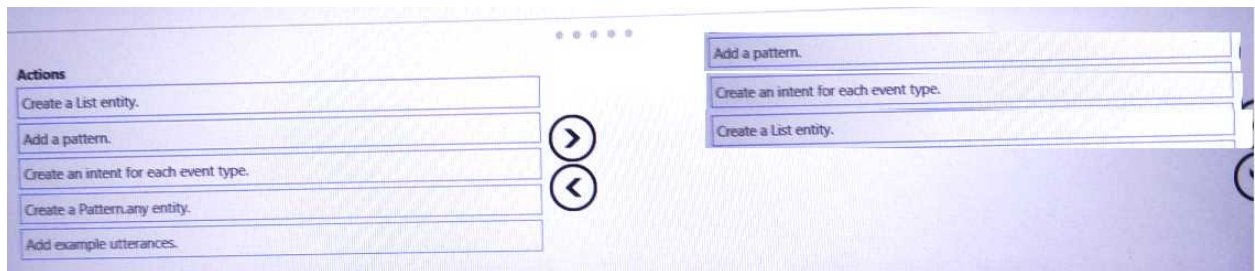 Actions
Create a List entity.
Add a pattern.
Create an intent for each event type.
Create a Pattern.any entity.
Add example utterances.
Add a pattern.
Create an intent for each event type.
Create a List entity.